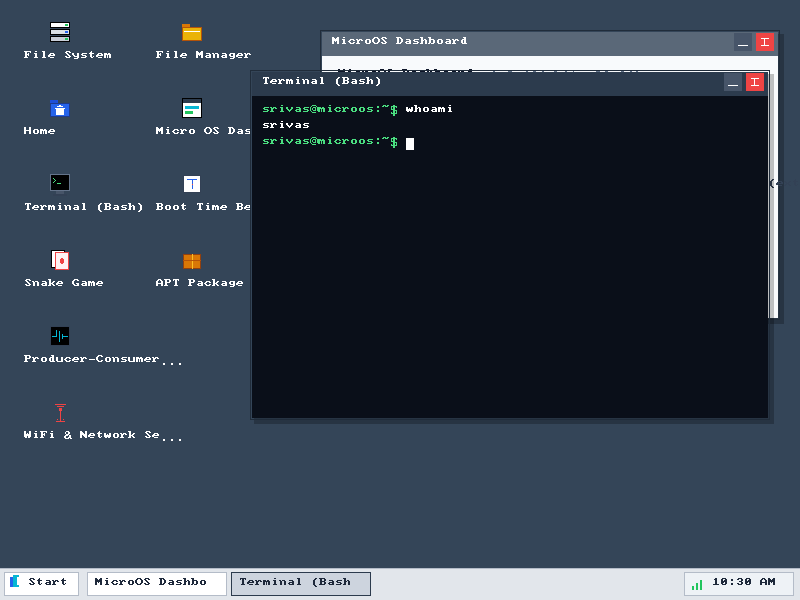 File System
File Manager
Home
Micro OS Das
Terminal (Bash)
Boot Time Be
Snake Game
APT Package
Producer-Consumer...
WiFi & Network Se...
MicroOS Dashboard
Terminal (Bash)
srivas@microos:~$ whoami
srivas
srivas@microos:~$
Start
MicroOS Dashbo
Terminal (Bash
10:30 AM